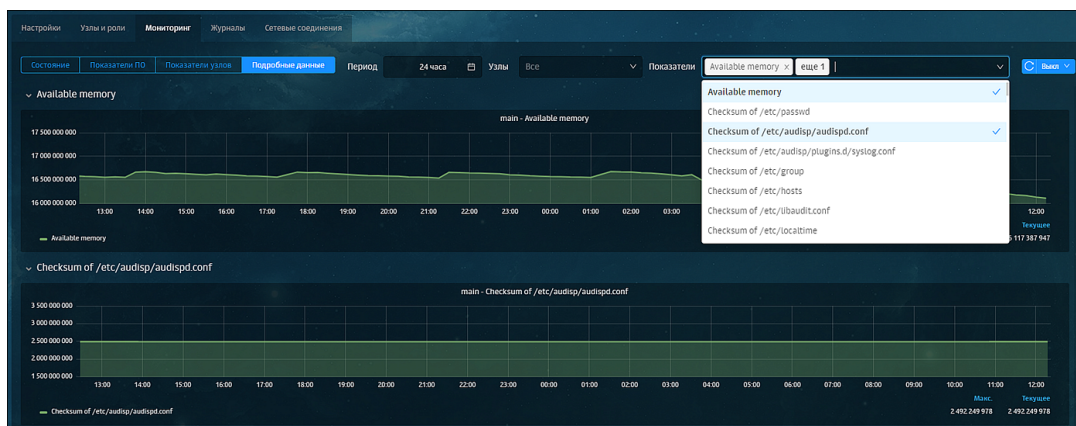 Настройки Узлы и роли Мониторинг Журналы Сетевые соединения
Состояние Показатели ПО Показатели узлов Подробные данные Период 24 часа Узлы Все Показатели Available memory × еще 1 Выкл
Available memory
Available memory
Checksum of /etc/passwd
Checksum of /etc/audisp/audispd.conf
Checksum of /etc/audisp/plugins.d/syslog.conf
Checksum of /etc/group
Checksum of /etc/hosts
Checksum of /etc/libaudit.conf
Checksum of /etc/localtime
main - Available memory
17 500 000 000
17 000 000 000
16 500 000 000
16 000 000 000
13:00 14:00 15:00 16:00 17:00 18:00 19:00 20:00 21:00 22:00 23:00 00:00 01:00 02:00 03:00 12:00
Текущее
Available memory 117 387 947
Checksum of /etc/audisp/audispd.conf
main - Checksum of /etc/audisp/audispd.conf
3 500 000 000
3 000 000 000
2 500 000 000
2 000 000 000
1 500 000 000
13:00 14:00 15:00 16:00 17:00 18:00 19:00 20:00 21:00 22:00 23:00 00:00 01:00 02:00 03:00 04:00 05:00 06:00 07:00 08:00 09:00 10:00 11:00 12:00
Макс. Текущее
Checksum of /etc/audisp/audispd.conf 2 492 249 978 2 492 249 978